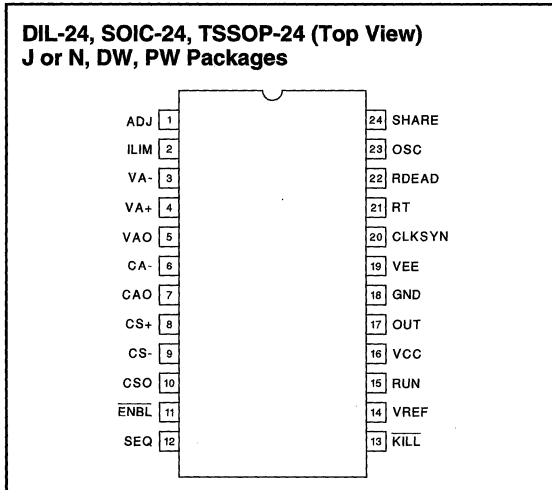 DIL-24, SOIC-24, TSSOP-24 (Top View)
J or N, DW, PW Packages
ADJ 1
ILIM 2
VA- 3
VA+ 4
VAO 5
CA- 6
CAO 7
CS+ 8
CS- 9
CSO 10
ENBL 11
SEQ 12
24 SHARE
23 OSC
22 RDEAD
21 RT
20 CLKSYN
19 VEE
18 GND
17 OUT
16 VCC
15 RUN
14 VREF
13 KILL